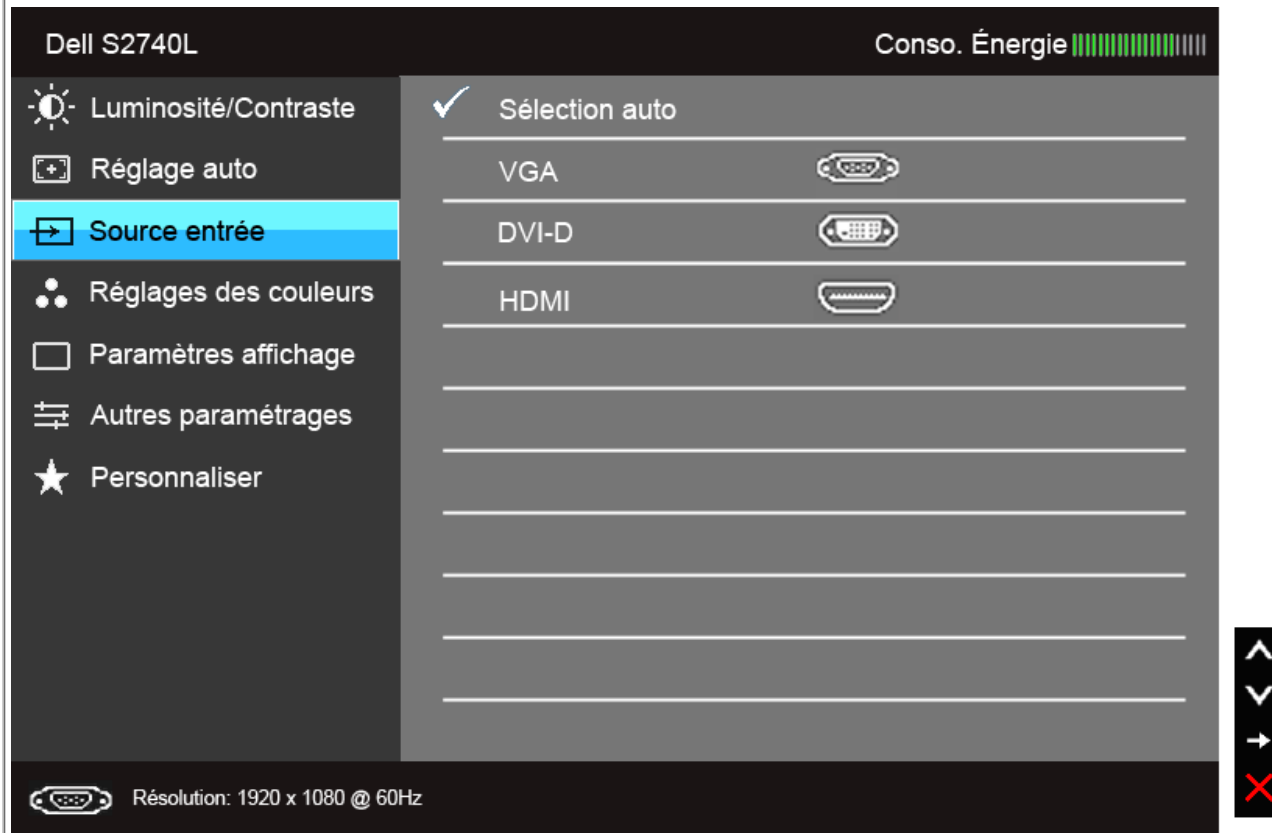 Dell S2740L
Conso. Énergie
Luminosité/Contraste
Réglage auto
Source entrée
Réglages des couleurs
Paramètres affichage
Autres paramétrages
Personnaliser
Sélection auto
VGA
DVI-D
HDMI
Résolution: 1920 x 1080 @ 60Hz